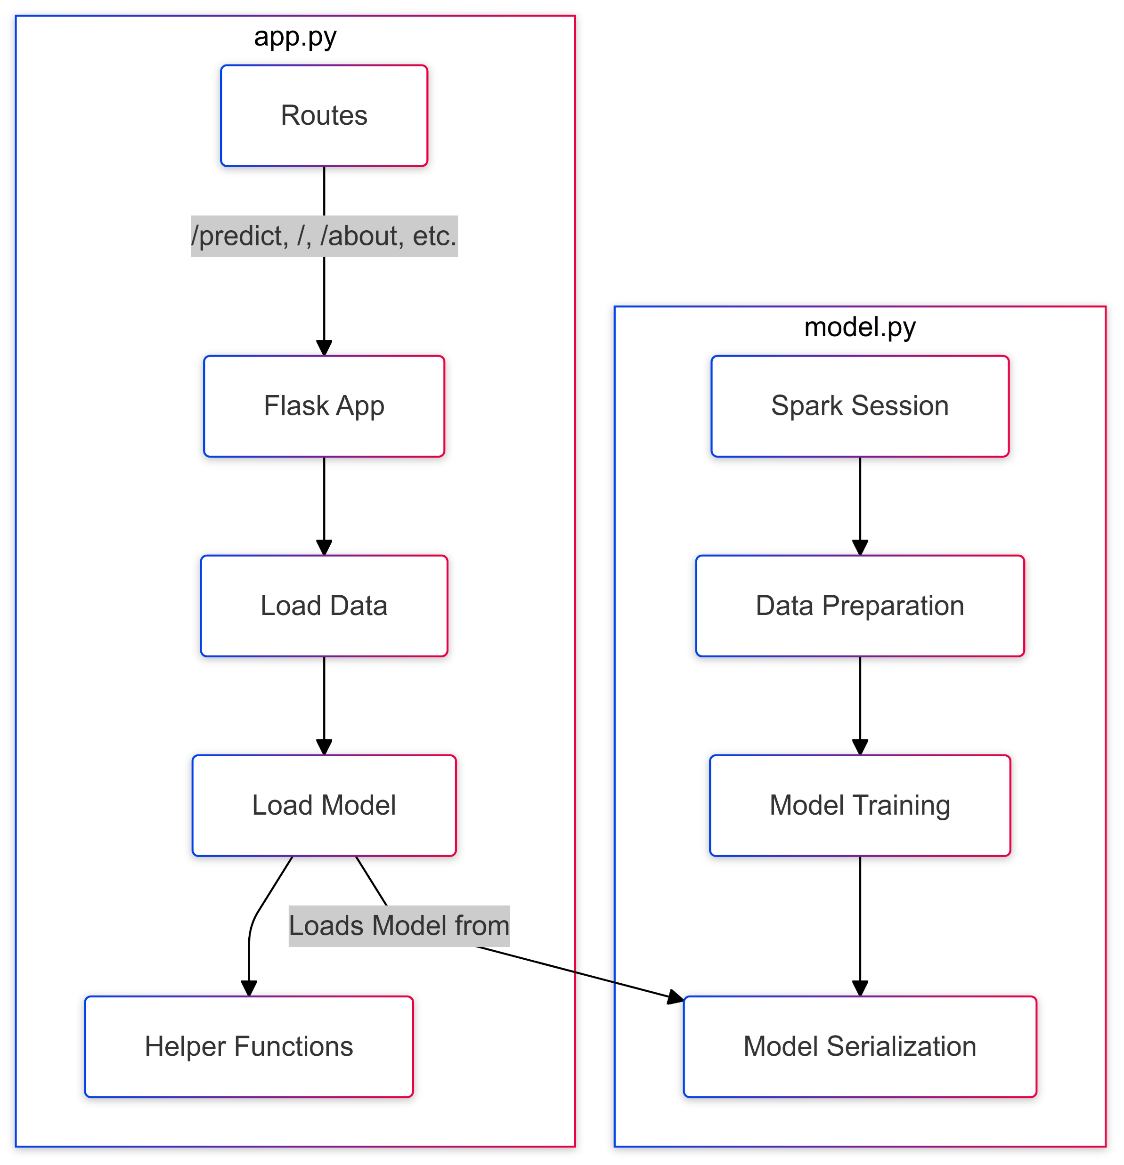 app.py
Routes
/predict, /, /about, etc.
Flask App
Load Data
Load Model
Loads Model from
Helper Functions
model.py
Spark Session
Data Preparation
Model Training
Model Serialization